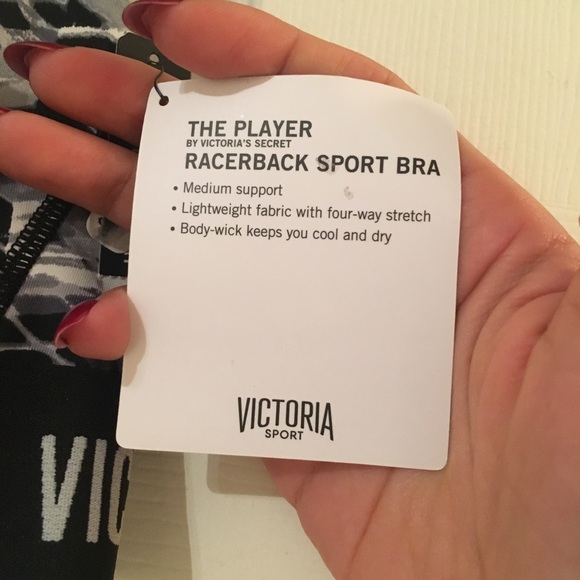 THE PLAYER
BY VICTORIA'S SECRET
RACERBACK SPORT BRA
• Medium support
• Lightweight fabric with four-way stretch
• Body-wick keeps you cool and dry
VICTORIA
SPORT
VIC